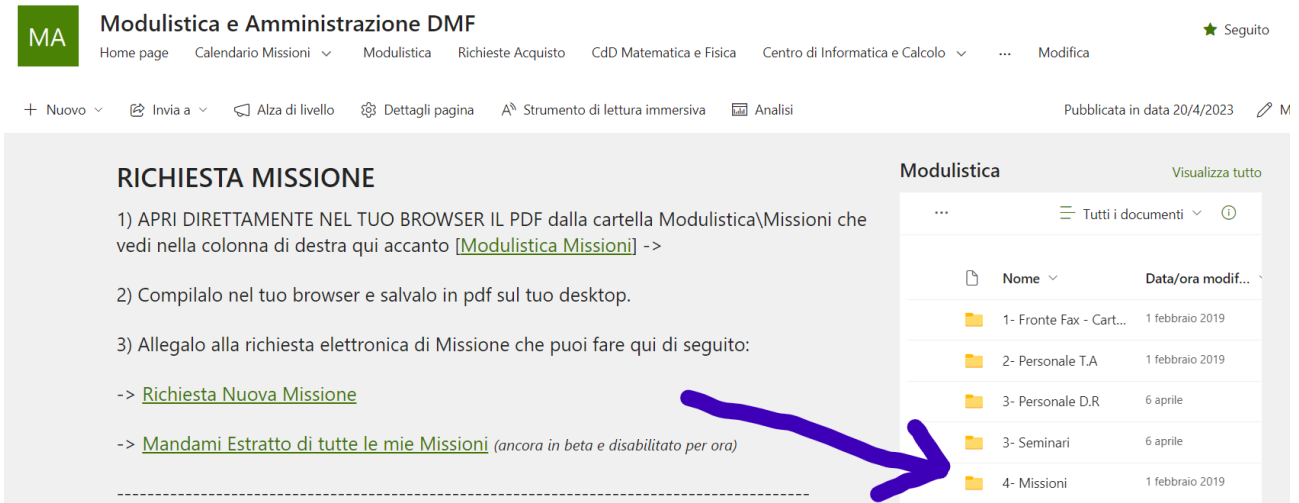 MA
Modulistica e Amministrazione DMF
Seguito
Home page Calendario Missioni Modulistica Richieste Acquisto CdD Matematica e Fisica Centro di Informatica e Calcolo ... Modifica
+ Nuovo Invia a Alza di livello Dettagli pagina Strumento di lettura immersiva Analisi Pubblicata in data 20/4/2023 M
RICHIESTA MISSIONE
1) APRI DIRETTAMENTE NEL TUO BROWSER IL PDF dalla cartella Modulistica\Missioni che
vedi nella colonna di destra qui accanto [Modulistica Missioni] ->
2) Compilalo nel tuo browser e salvalo in pdf sul tuo desktop.
3) Allegalo alla richiesta elettronica di Missione che puoi fare qui di seguito:
-> Richiesta Nuova Missione
-> Mandami Estratto di tutte le mie Missioni (ancora in beta e disabilitato per ora)
Modulistica Visualizza tutto
... Tutti i documenti
Nome Data/ora modif...
1- Fronte Fax - Cart... 1 febbraio 2019
2- Personale T.A 1 febbraio 2019
3- Personale D.R 6 aprile
3- Seminari 6 aprile
4- Missioni 1 febbraio 2019